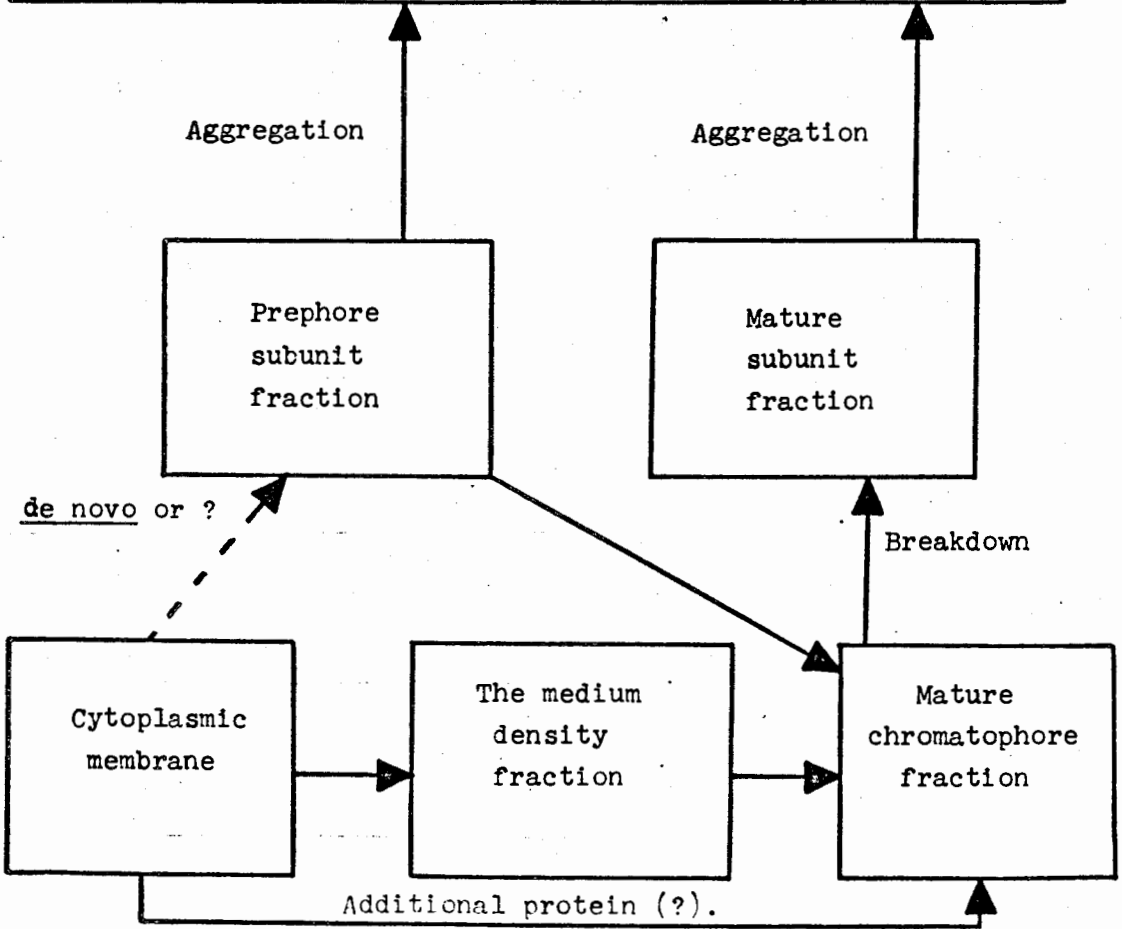 Aggregation
Aggregation
Prephore
subunit
fraction
Mature
subunit
fraction
de novo or ?
Breakdown
Cytoplasmic
membrane
The medium
density
fraction
Mature
chromatophore
fraction
Additional protein (?).